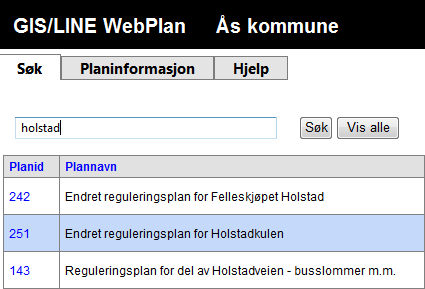 GIS/LINE WebPlan Ås kommune
Søk Planinformasjon Hjelp
holstad Søk Vis alle
Planid Plannavn
242 Endret reguleringsplan for Felleskjøpet Holstad
251 Endret reguleringsplan for Holstadkulen
143 Reguleringsplan for del av Holstadveien - busslommer m.m.